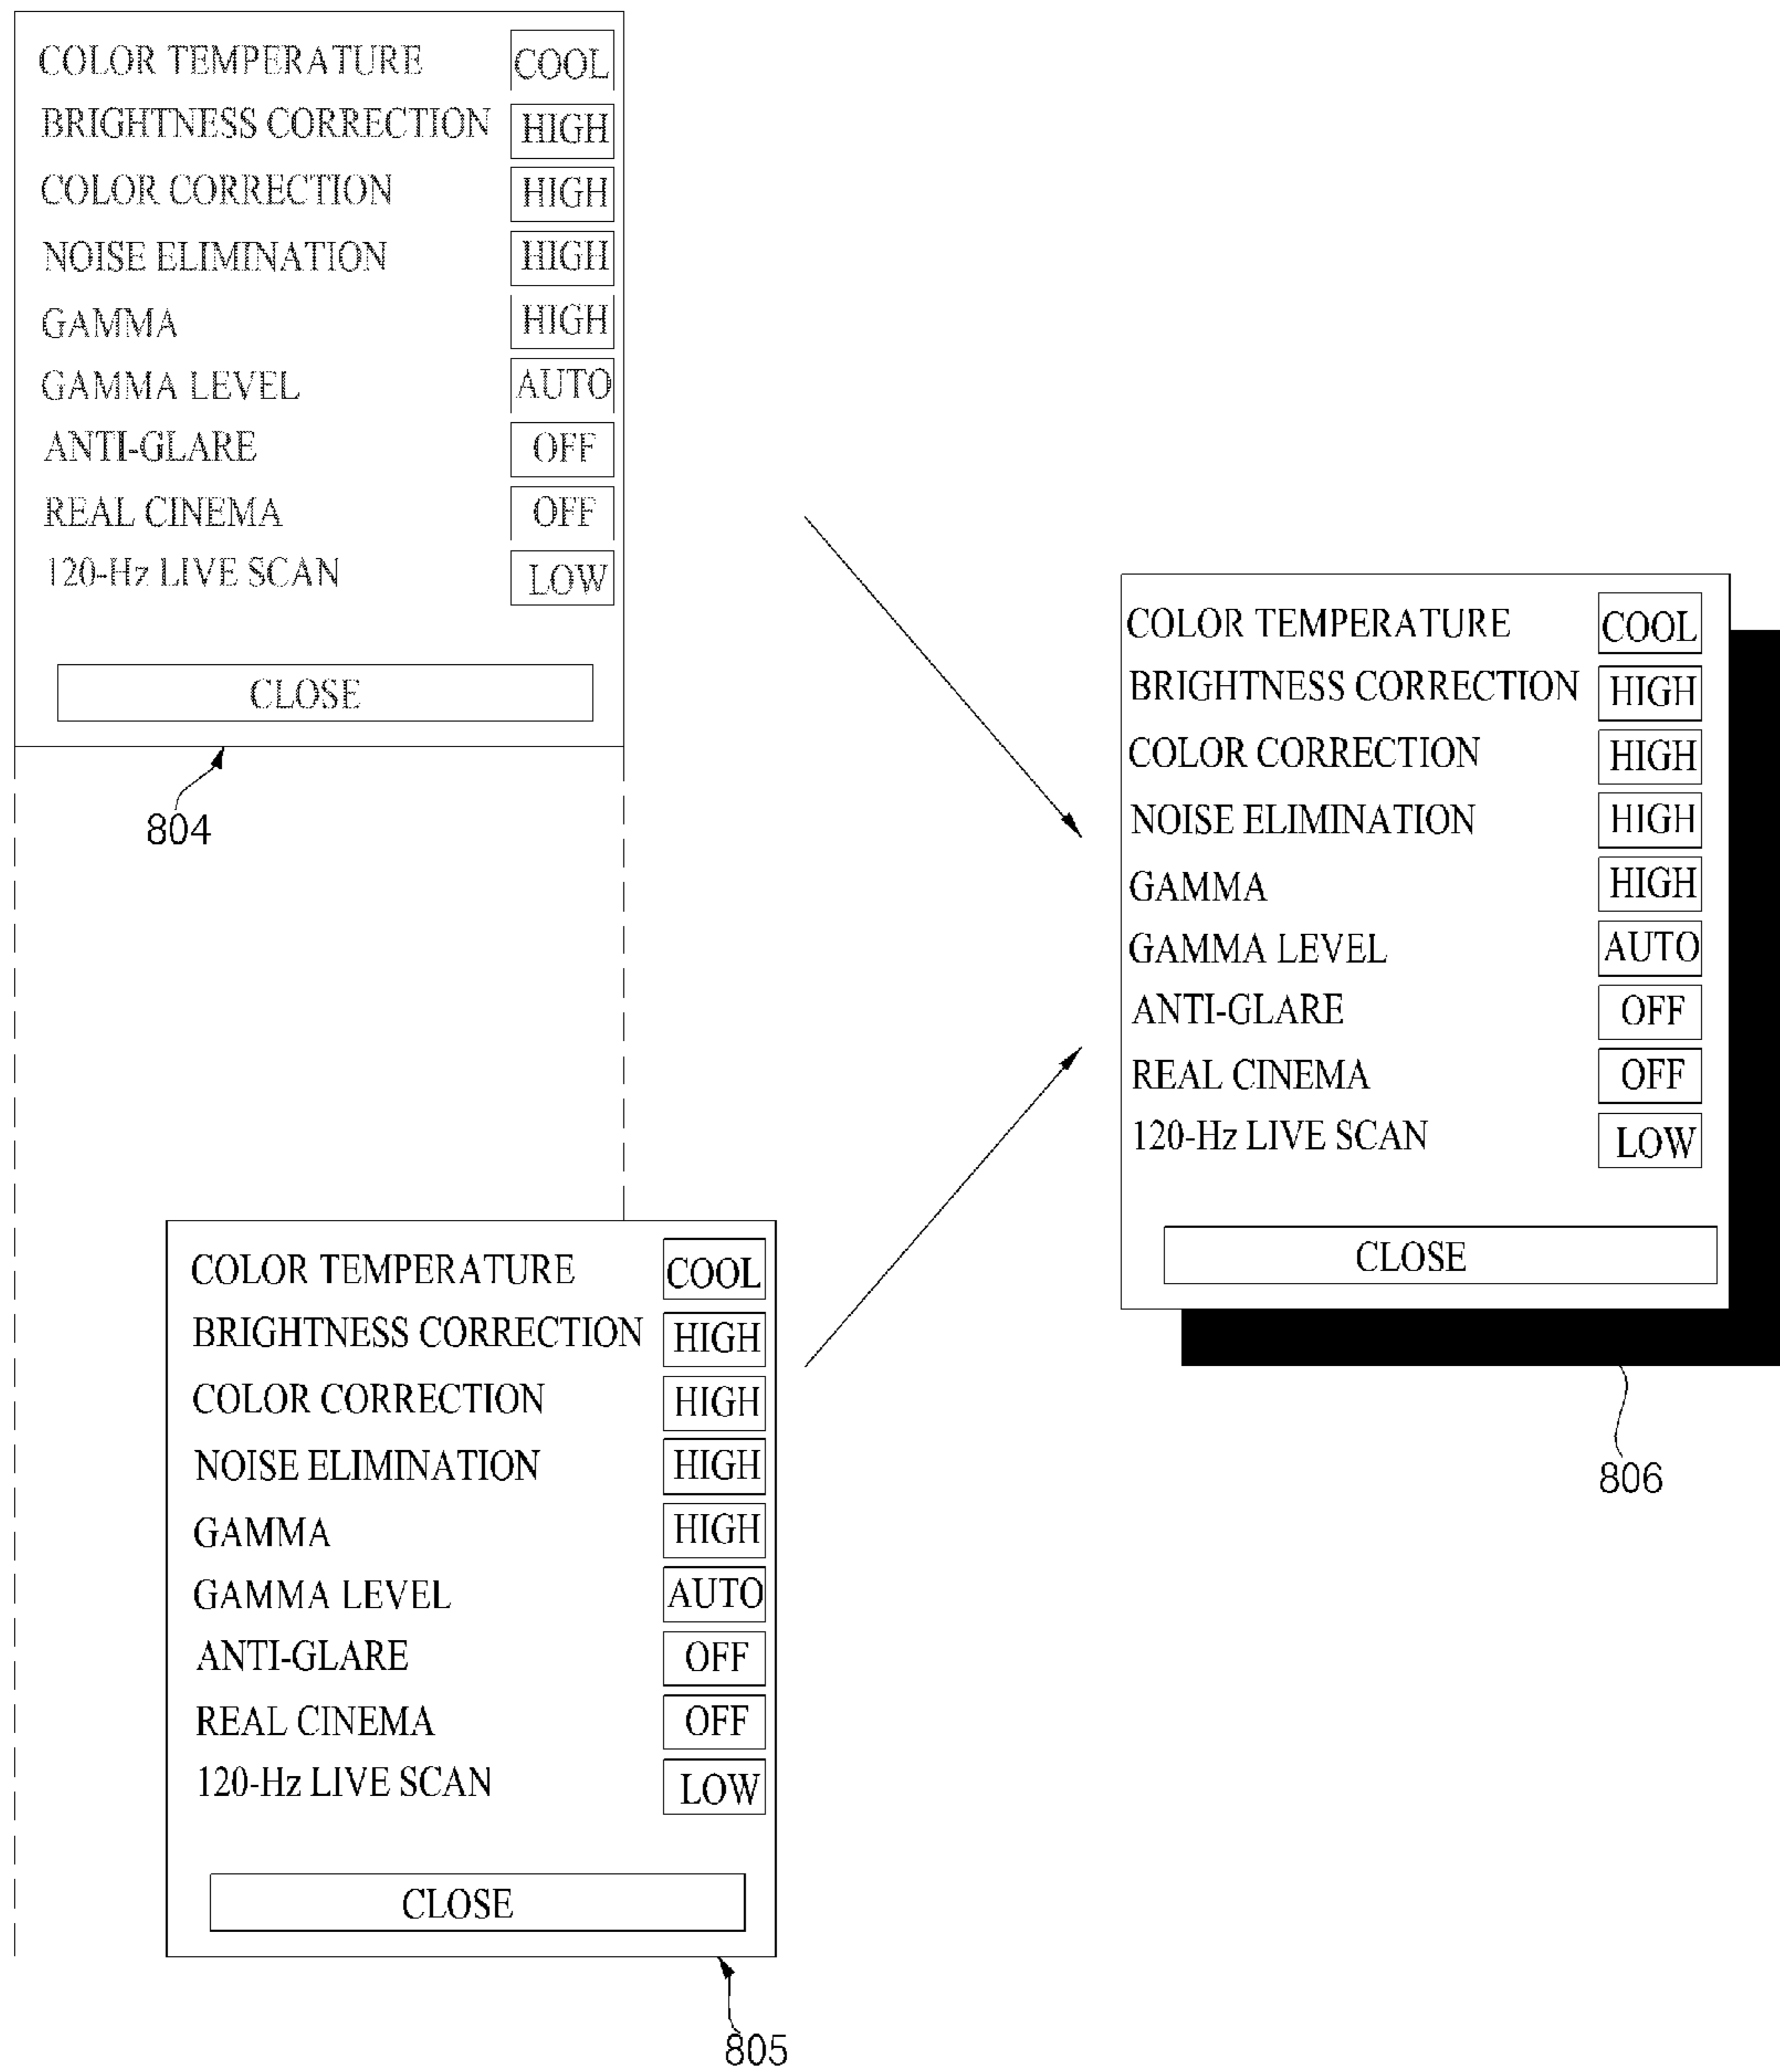 COLOR TEMPERATURE COOL
BRIGHTNESS CORRECTION HIGH
COLOR CORRECTION HIGH
NOISE ELIMINATION HIGH
GAMMA HIGH
GAMMA LEVEL AUTO
ANTI-GLARE OFF
REAL CINEMA OFF
120-Hz LIVE SCAN LOW
CLOSE
804
COLOR TEMPERATURE COOL
BRIGHTNESS CORRECTION HIGH
COLOR CORRECTION HIGH
NOISE ELIMINATION HIGH
GAMMA HIGH
GAMMA LEVEL AUTO
ANTI-GLARE OFF
REAL CINEMA OFF
120-Hz LIVE SCAN LOW
CLOSE
805
COLOR TEMPERATURE COOL
BRIGHTNESS CORRECTION HIGH
COLOR CORRECTION HIGH
NOISE ELIMINATION HIGH
GAMMA HIGH
GAMMA LEVEL AUTO
ANTI-GLARE OFF
REAL CINEMA OFF
120-Hz LIVE SCAN LOW
CLOSE
806